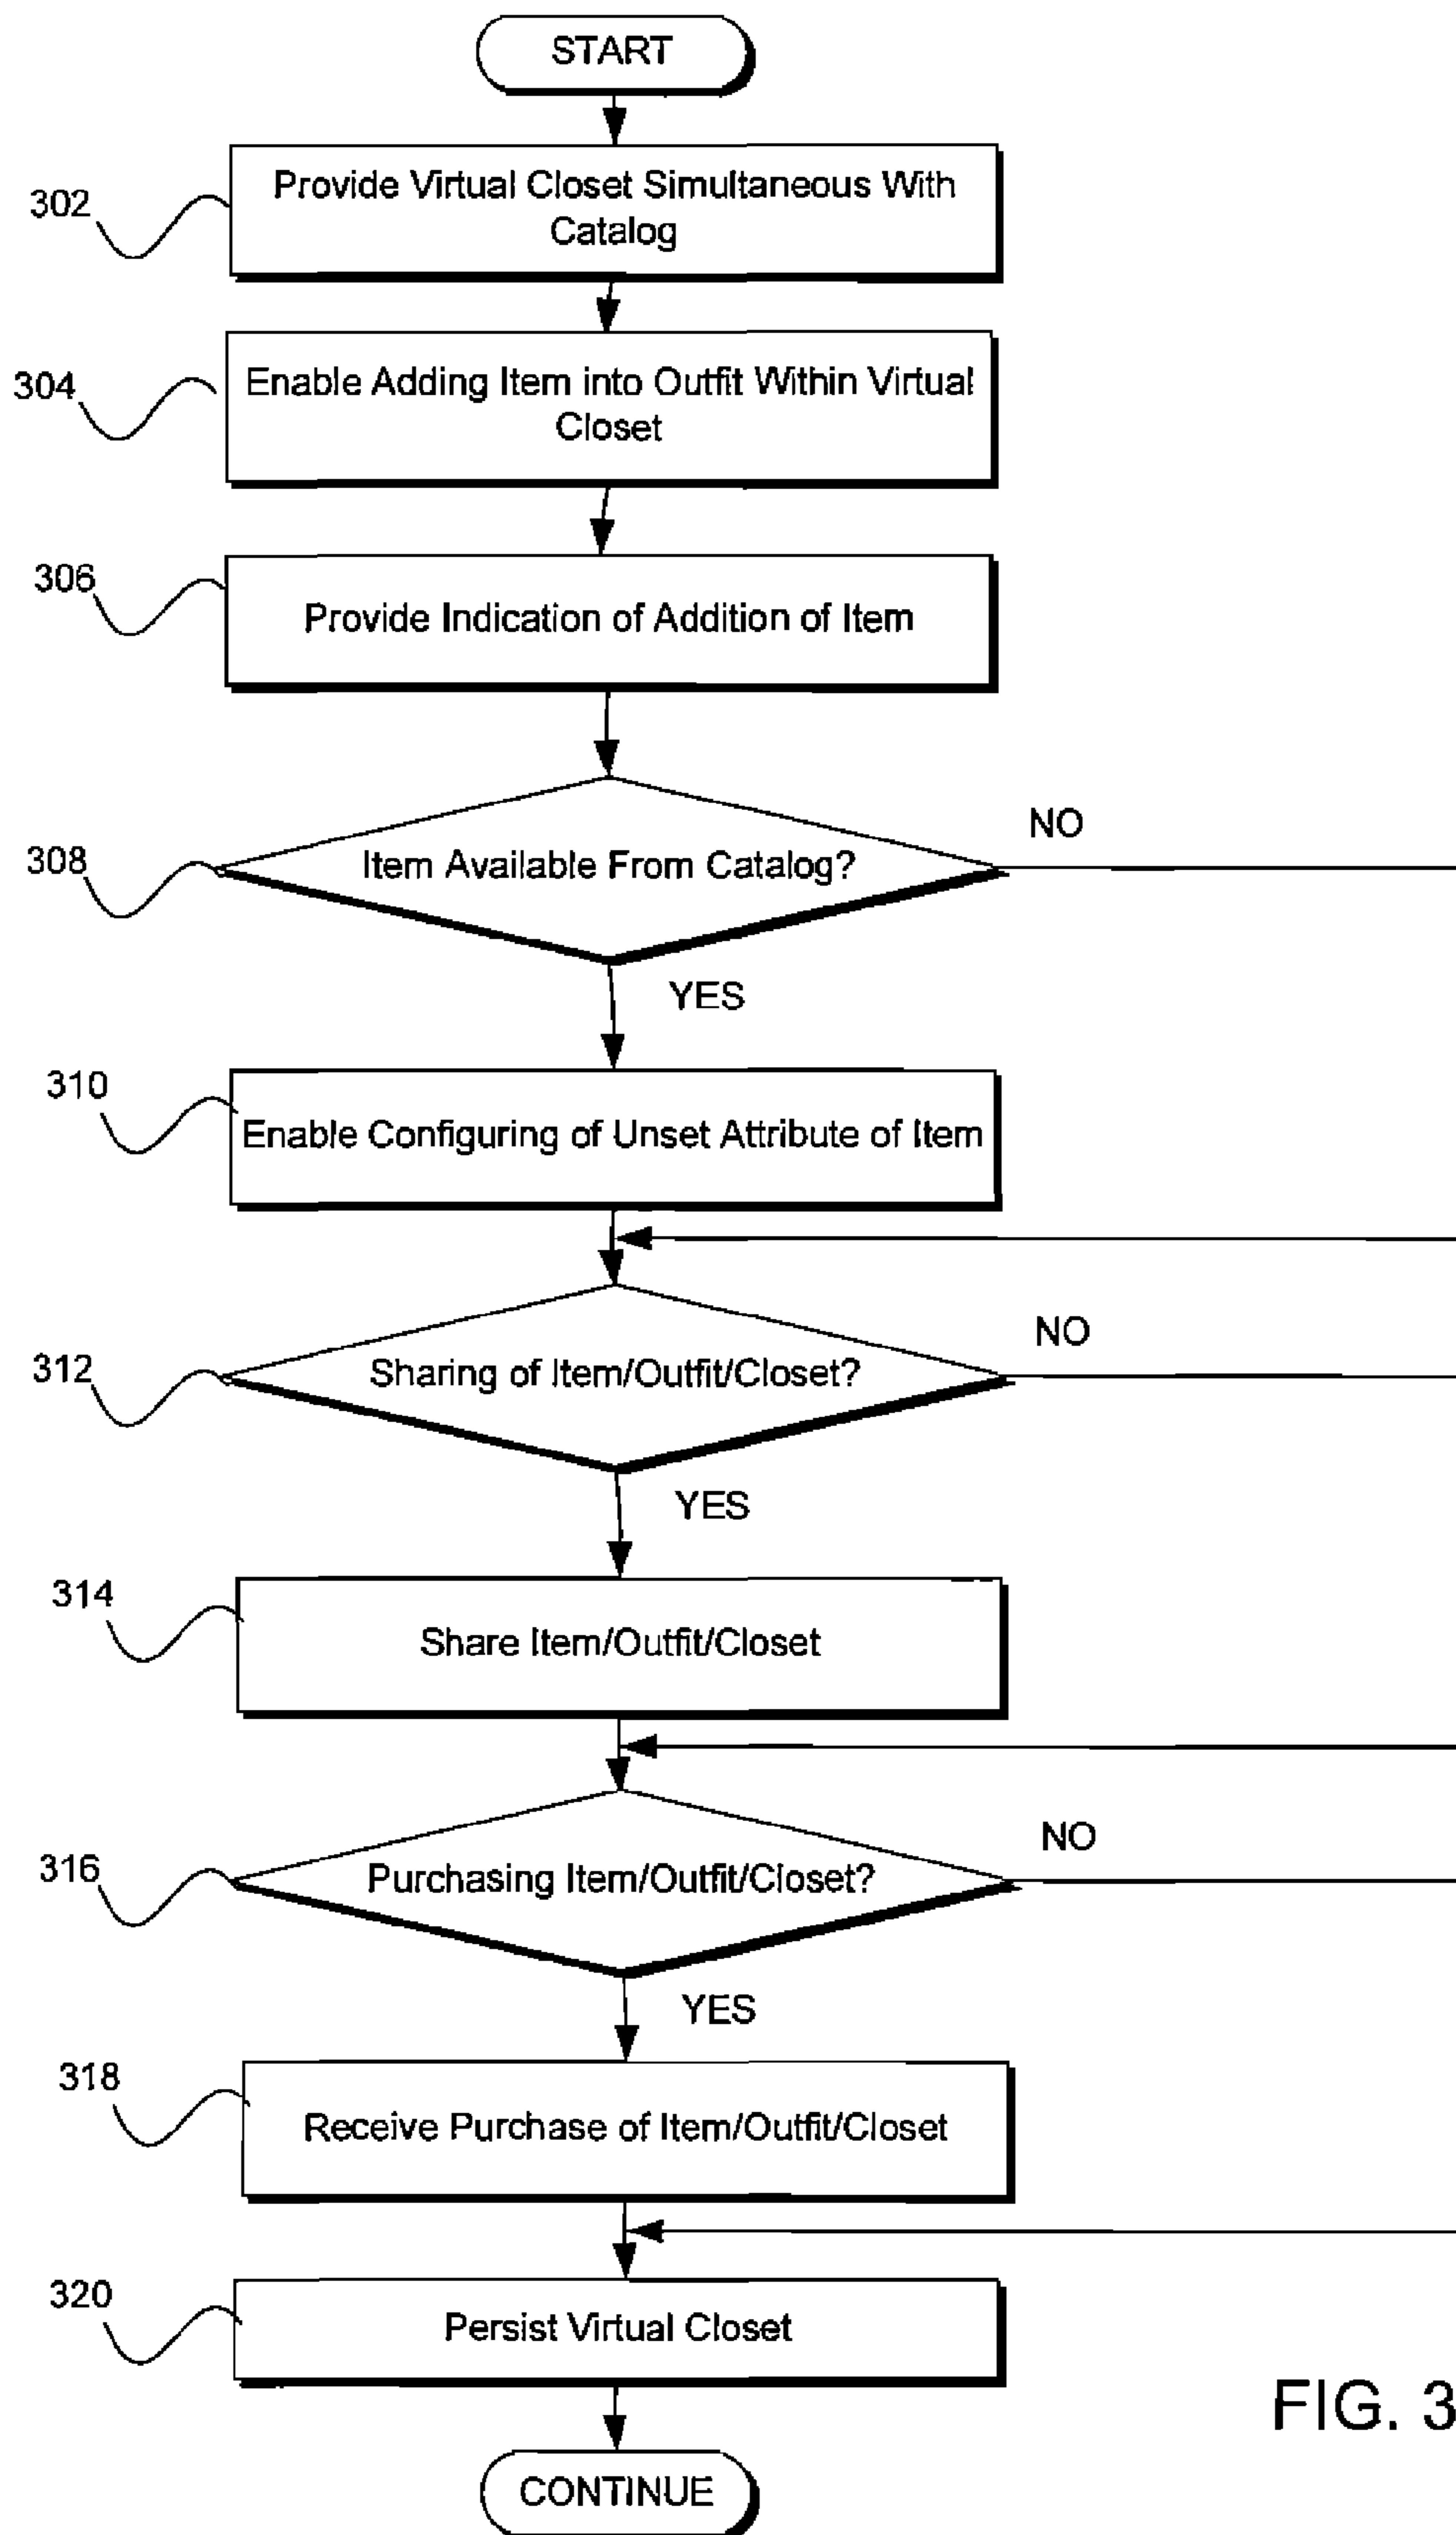 START
302
Provide Virtual Closet Simultaneous With
Catalog
304
Enable Adding Item into Outfit Within Virtual
Closet
306
Provide Indication of Addition of Item
308
Item Available From Catalog?
NO
YES
310
Enable Configuring of Unset Attribute of Item
312
Sharing of Item/Outfit/Closet?
NO
YES
314
Share Item/Outfit/Closet
316
Purchasing Item/Outfit/Closet?
NO
YES
318
Receive Purchase of Item/Outfit/Closet
320
Persist Virtual Closet
FIG. 3
CONTINUE